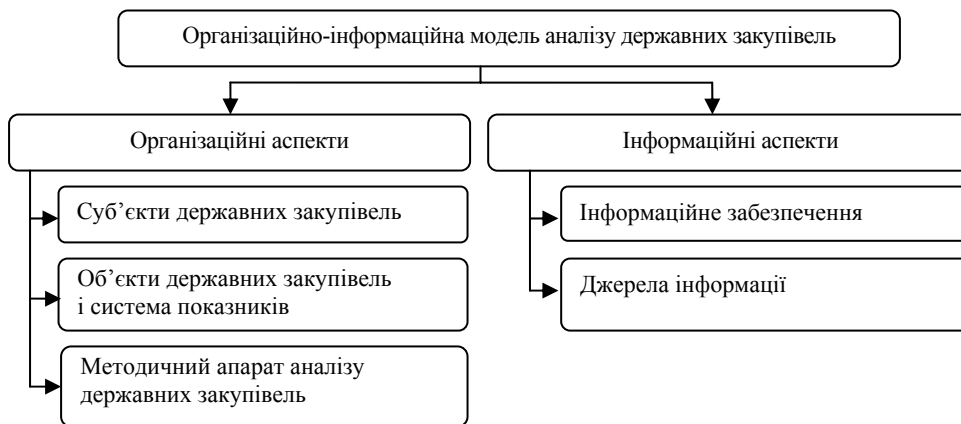 Організаційно-інформаційна модель аналізу державних закупівель
Організаційні аспекти
Суб’єкти державних закупівель
Об’єкти державних закупівель
і система показників
Методичний апарат аналізу
державних закупівель
Інформаційні аспекти
Інформаційне забезпечення
Джерела інформації